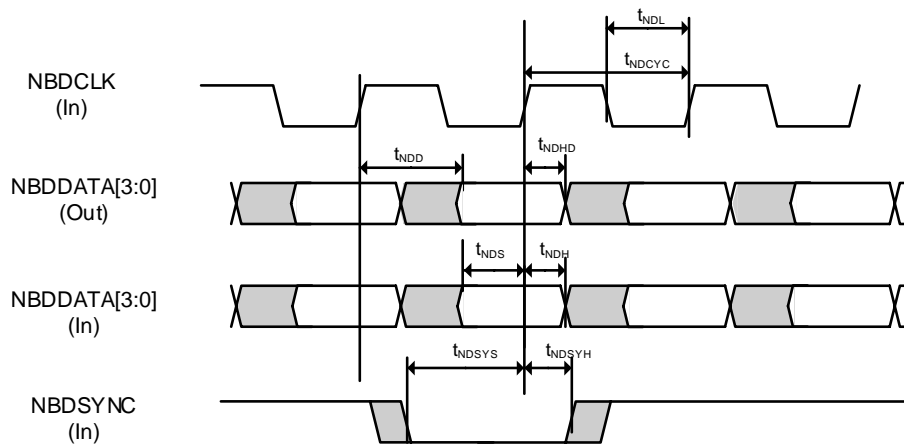 tNDL
tNDCYC
NBDCLK
(In)
tNDD
tNDHD
NBDDATA[3:0]
(Out)
tNDS
tNDH
NBDDATA[3:0]
(In)
tNDSYS
tNDSYH
NBDSYNC
(In)